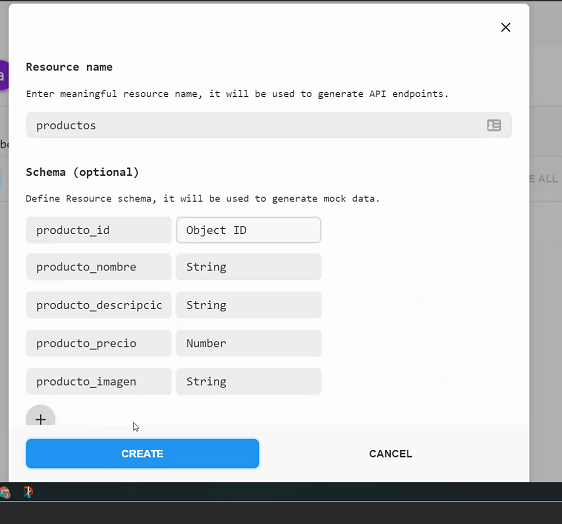 Resource name
Enter meaningful resource name, it will be used to generate API endpoints.
productos
Schema (optional)
Define Resource schema, it will be used to generate mock data.
producto_id Object ID
producto_nombre String
producto_descripcic String
producto_precio Number
producto_imagen String
+
CREATE CANCEL
a
be
E ALL